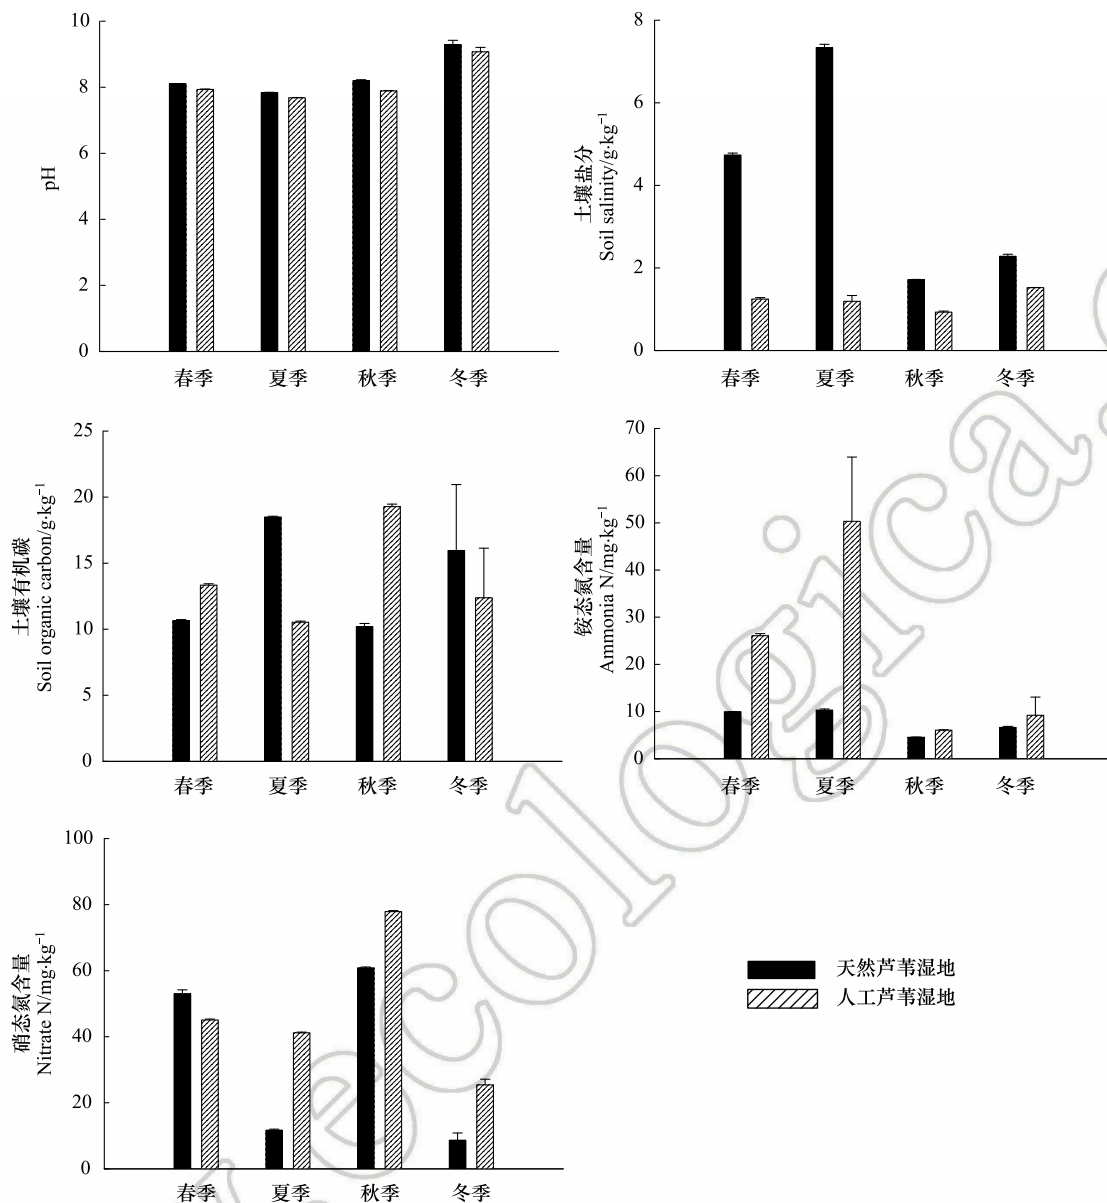 10
8
6
4
2
0
pH
春季
夏季
秋季
冬季
8
6
4
2
0
土壤盐分
Soil salinity/g·kg⁻¹
春季
夏季
秋季
冬季
25
20
15
10
5
0
土壤有机碳
Soil organic carbon/g·kg⁻¹
春季
夏季
秋季
冬季
70
60
50
40
30
20
10
0
铵态氮含量
Ammonia N/mg·kg⁻¹
春季
夏季
秋季
冬季
100
80
60
40
20
0
硝态氮含量
Nitrate N/mg·kg⁻¹
春季
夏季
秋季
冬季
天然芦苇湿地
人工芦苇湿地
ecologica